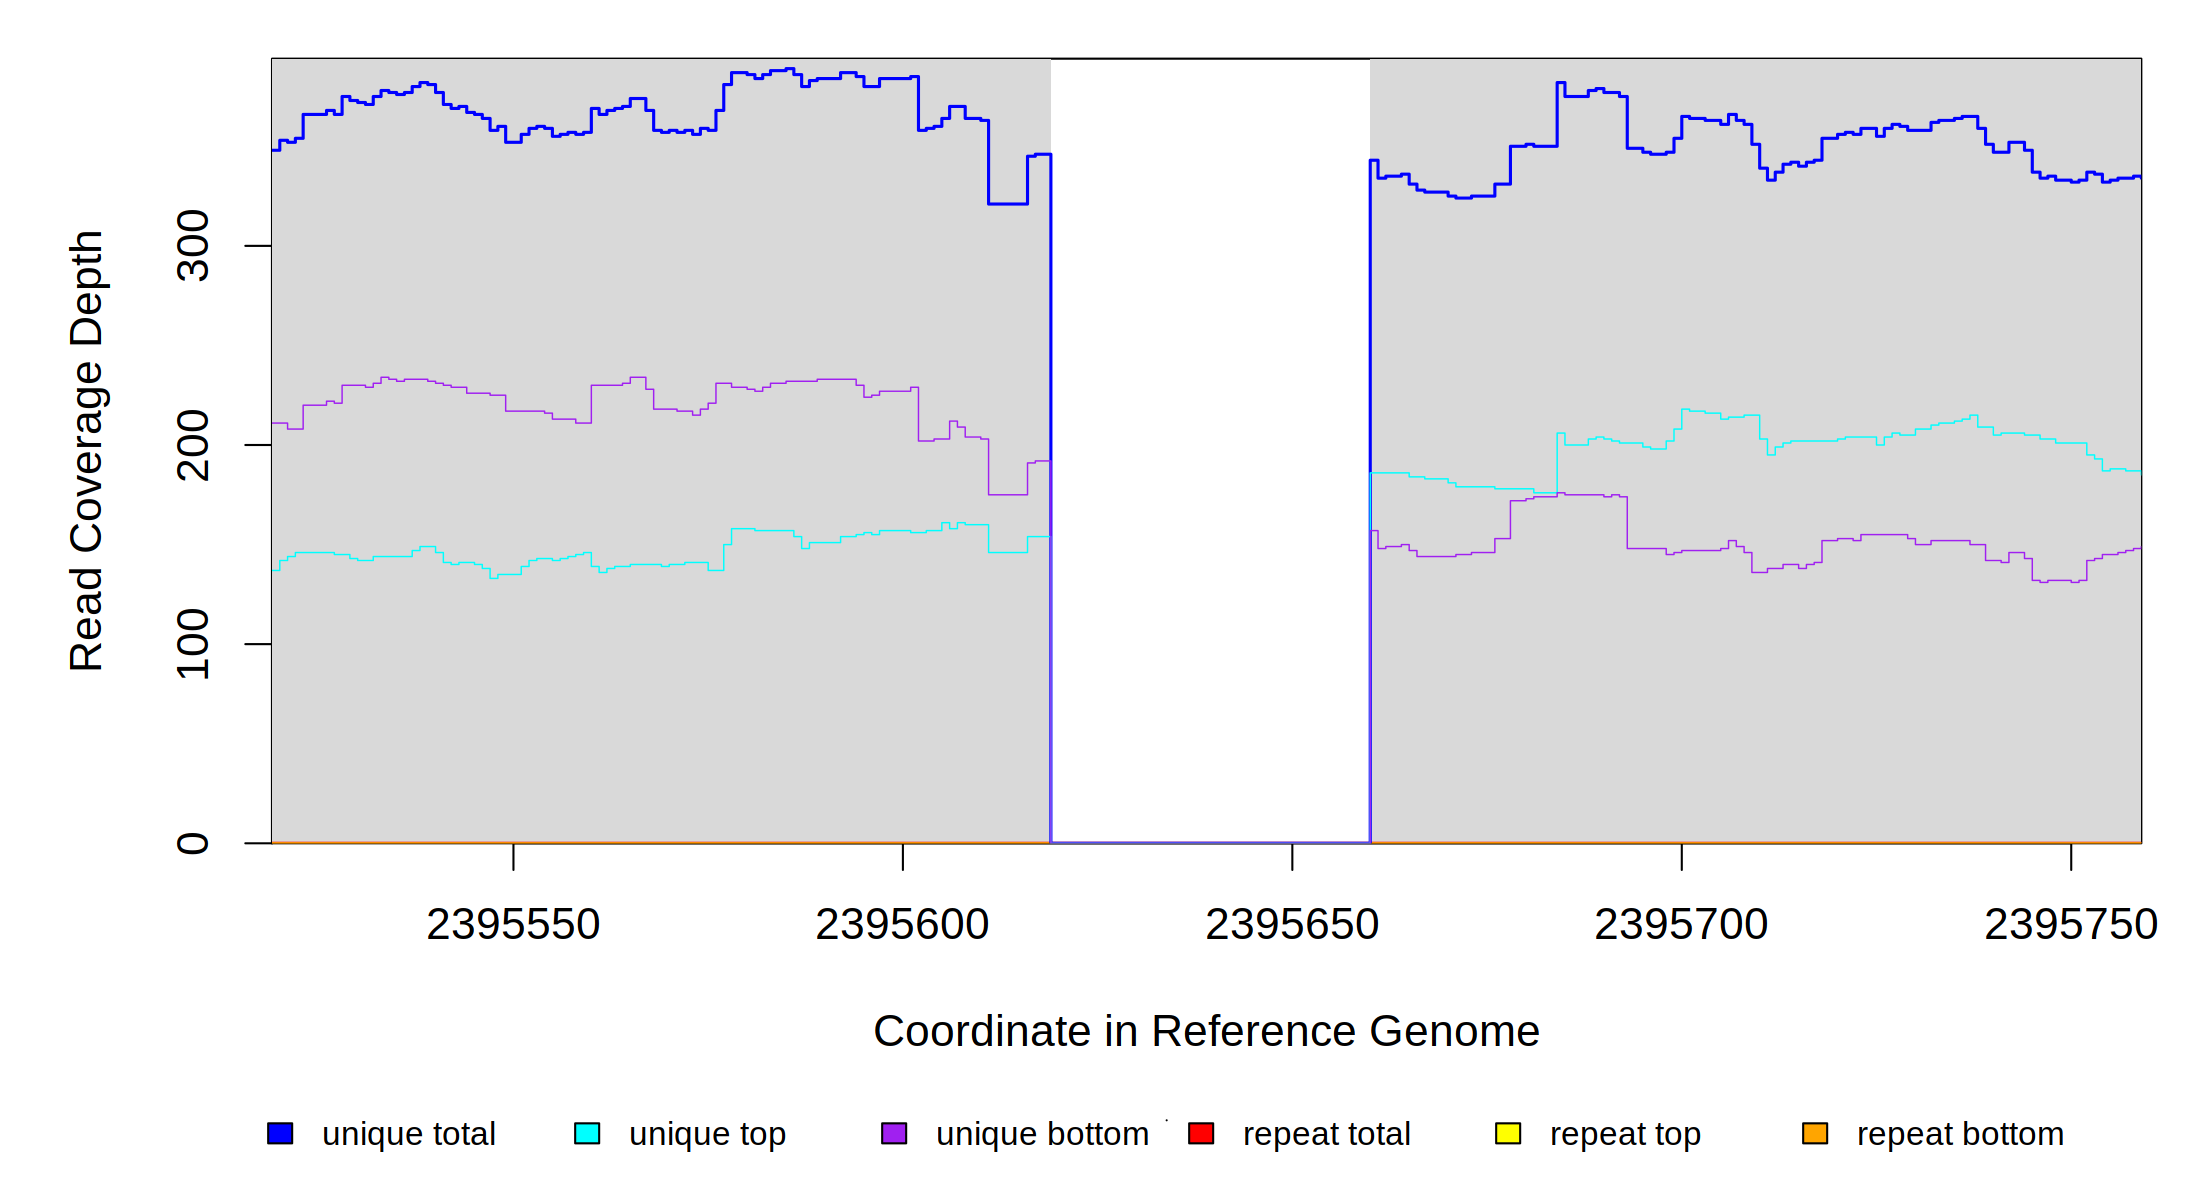 Read Coverage Depth
300
200
100
0
2395550 2395600 2395650 2395700 2395750
Coordinate in Reference Genome
unique total unique top unique bottom repeat total repeat top repeat bottom